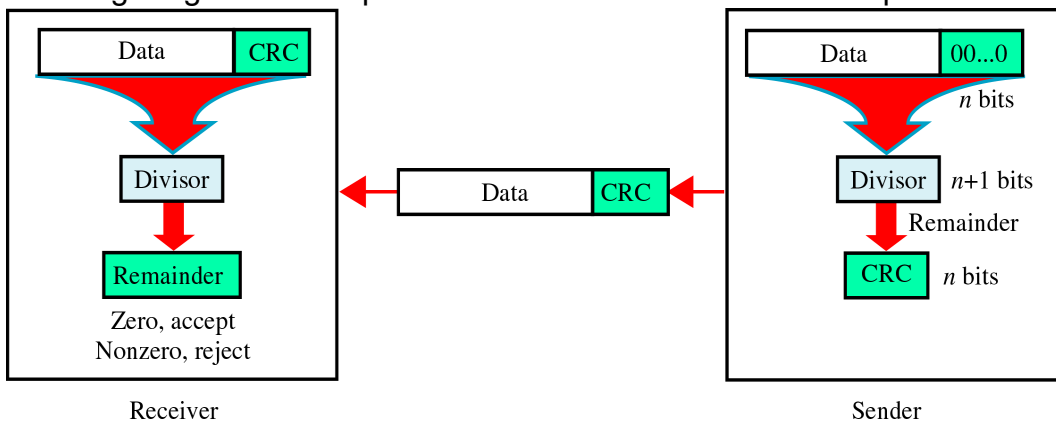 Data CRC
Divisor
Remainder
Zero, accept
Nonzero, reject
Receiver
Data CRC
Data 00...0
n bits
Divisor n+1 bits
Remainder
CRC n bits
Sender